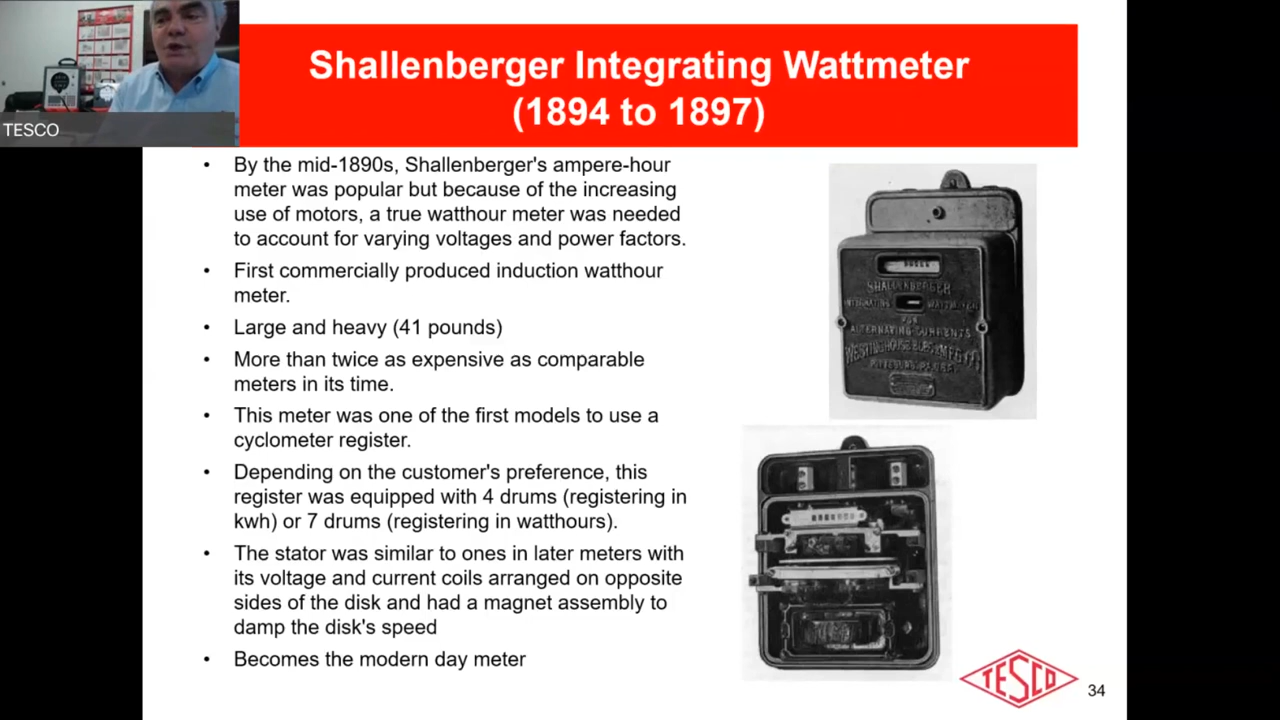 TESCO
Shallenberger Integrating Wattmeter
(1894 to 1897)
• By the mid-1890s, Shallenberger's ampere-hour
meter was popular but because of the increasing
use of motors, a true watthour meter was needed
to account for varying voltages and power factors.
• First commercially produced induction watthour
meter.
• Large and heavy (41 pounds)
• More than twice as expensive as comparable
meters in its time.
• This meter was one of the first models to use a
cyclometer register.
• Depending on the customer's preference, this
register was equipped with 4 drums (registering in
kwh) or 7 drums (registering in watthours).
• The stator was similar to ones in later meters with
its voltage and current coils arranged on opposite
sides of the disk and had a magnet assembly to
damp the disk's speed
• Becomes the modern day meter
SHALLENBERGER
INTEGRATING WATTMETER
FOR
ALTERNATING CURRENTS
TESCO
34